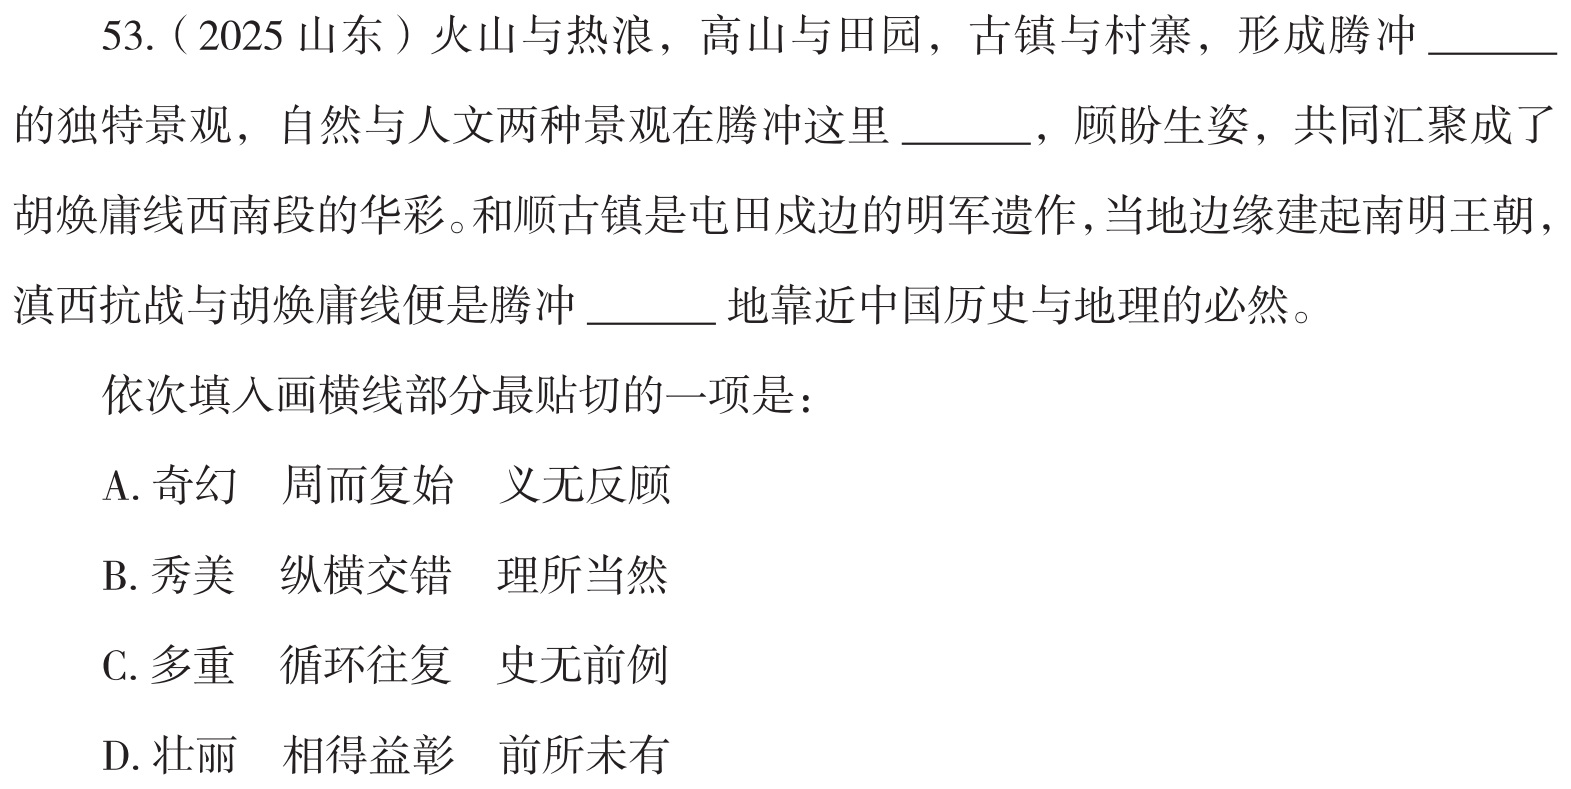 53.（2025 山东）火山与热浪，高山与田园，古镇与村寨，形成腾冲 ______
的独特景观，自然与人文两种景观在腾冲这里 ______，顾盼生姿，共同汇聚成了
胡焕庸线西南段的华彩。和顺古镇是屯田戍边的明军遗作，当地边缘建起南明王朝，
滇西抗战与胡焕庸线便是腾冲 ______ 地靠近中国历史与地理的必然。
依次填入画横线部分最贴切的一项是：
A. 奇幻　周而复始　义无反顾
B. 秀美　纵横交错　理所当然
C. 多重　循环往复　史无前例
D. 壮丽　相得益彰　前所未有